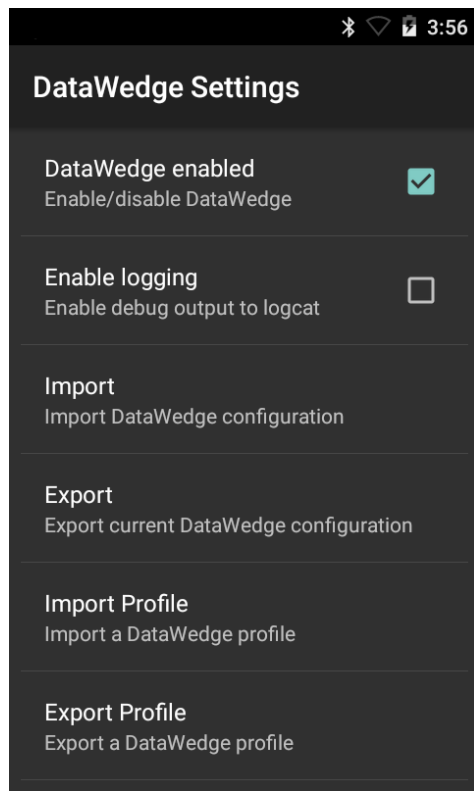 3:56
DataWedge Settings
DataWedge enabled
Enable/disable DataWedge
Enable logging
Enable debug output to logcat
Import
Import DataWedge configuration
Export
Export current DataWedge configuration
Import Profile
Import a DataWedge profile
Export Profile
Export a DataWedge profile